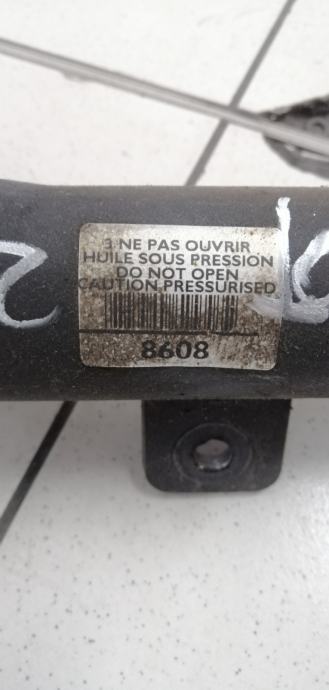 3 NE PAS OUVRIR
HUILE SOUS PRESSION
DO NOT OPEN
CAUTION PRESSURISED
8608